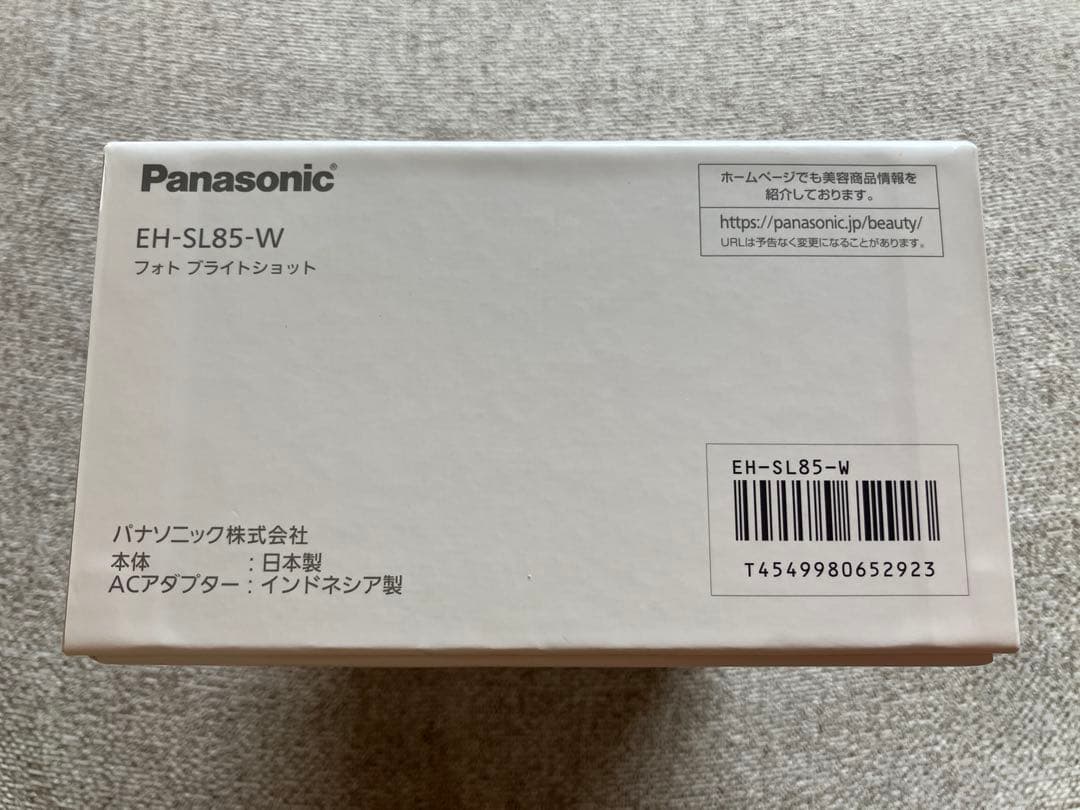 Panasonic®
EH-SL85-W
フォト ブライトショット
ホームページでも美容商品情報を
紹介しております。
https://panasonic.jp/beauty/
URLは予告なく変更になることがあります。
パナソニック株式会社
本体 : 日本製
ACアダプター : インドネシア製
EH-SL85-W
T4549980652923